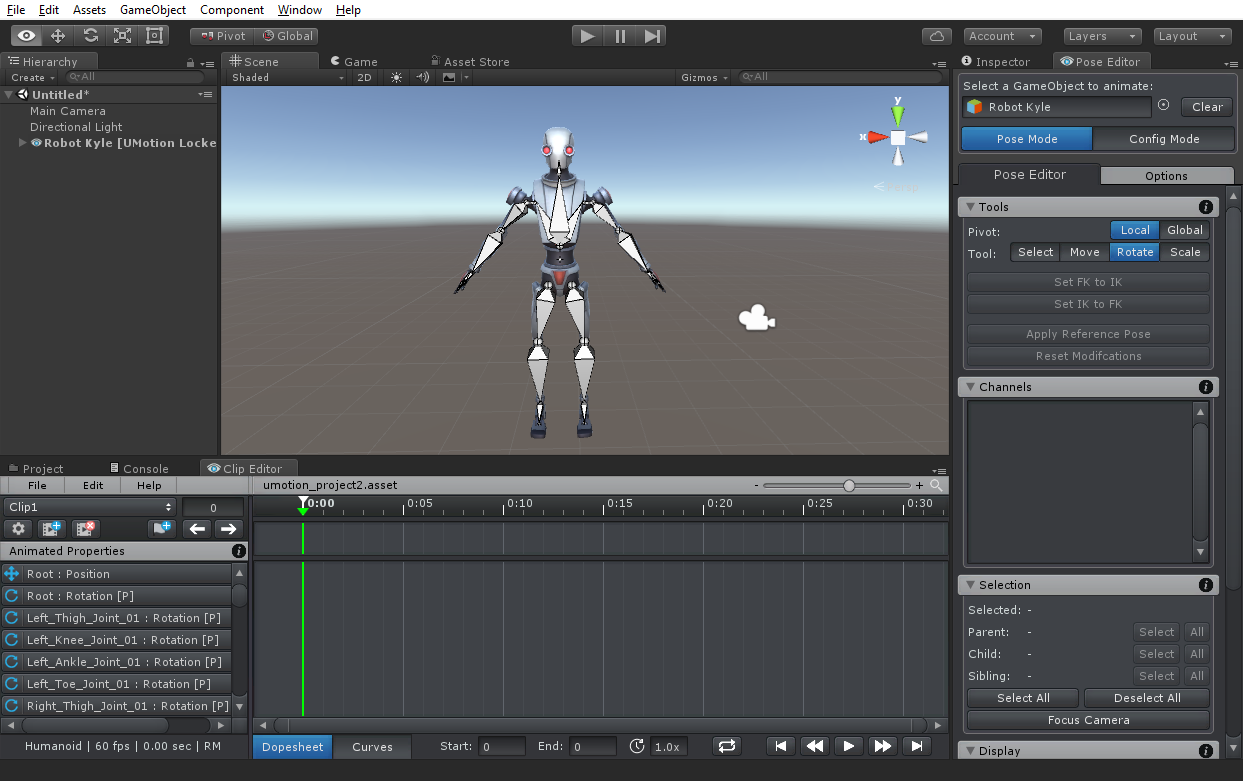 File Edit Assets GameObject Component Window Help
Pivot Global Account Layers Layout
Hierarchy
Create All
Untitled*
Main Camera
Directional Light
Robot Kyle [UMotion Locke
Scene Game Asset Store
Shaded 2D Gizmos All
y
x
Inspector Pose Editor
Select a GameObject to animate:
Robot Kyle Clear
Pose Mode Config Mode
Pose Editor Options
Tools
Pivot: Local Global
Tool: Select Move Rotate Scale
Set FK to IK
Set IK to FK
Apply Reference Pose
Reset Modifcations
Channels
Selection
Selected: -
Parent: - Select All
Child: - Select All
Sibling: - Select All
Select All Deselect All
Focus Camera
Display
Project Console Clip Editor
File Edit Help umotion_project2.asset - +
Clip1 0 0:00 0:05 0:10 0:15 0:20 0:25 0:30
Animated Properties
Root : Position
Root : Rotation [P]
Left_Thigh_Joint_01 : Rotation [P]
Left_Knee_Joint_01 : Rotation [P]
Left_Ankle_Joint_01 : Rotation [P]
Left_Toe_Joint_01 : Rotation [P]
Right_Thigh_Joint_01 : Rotation [P]
Humanoid | 60 fps | 0.00 sec | RM Dopesheet Curves Start: 0 End: 0 1.0x